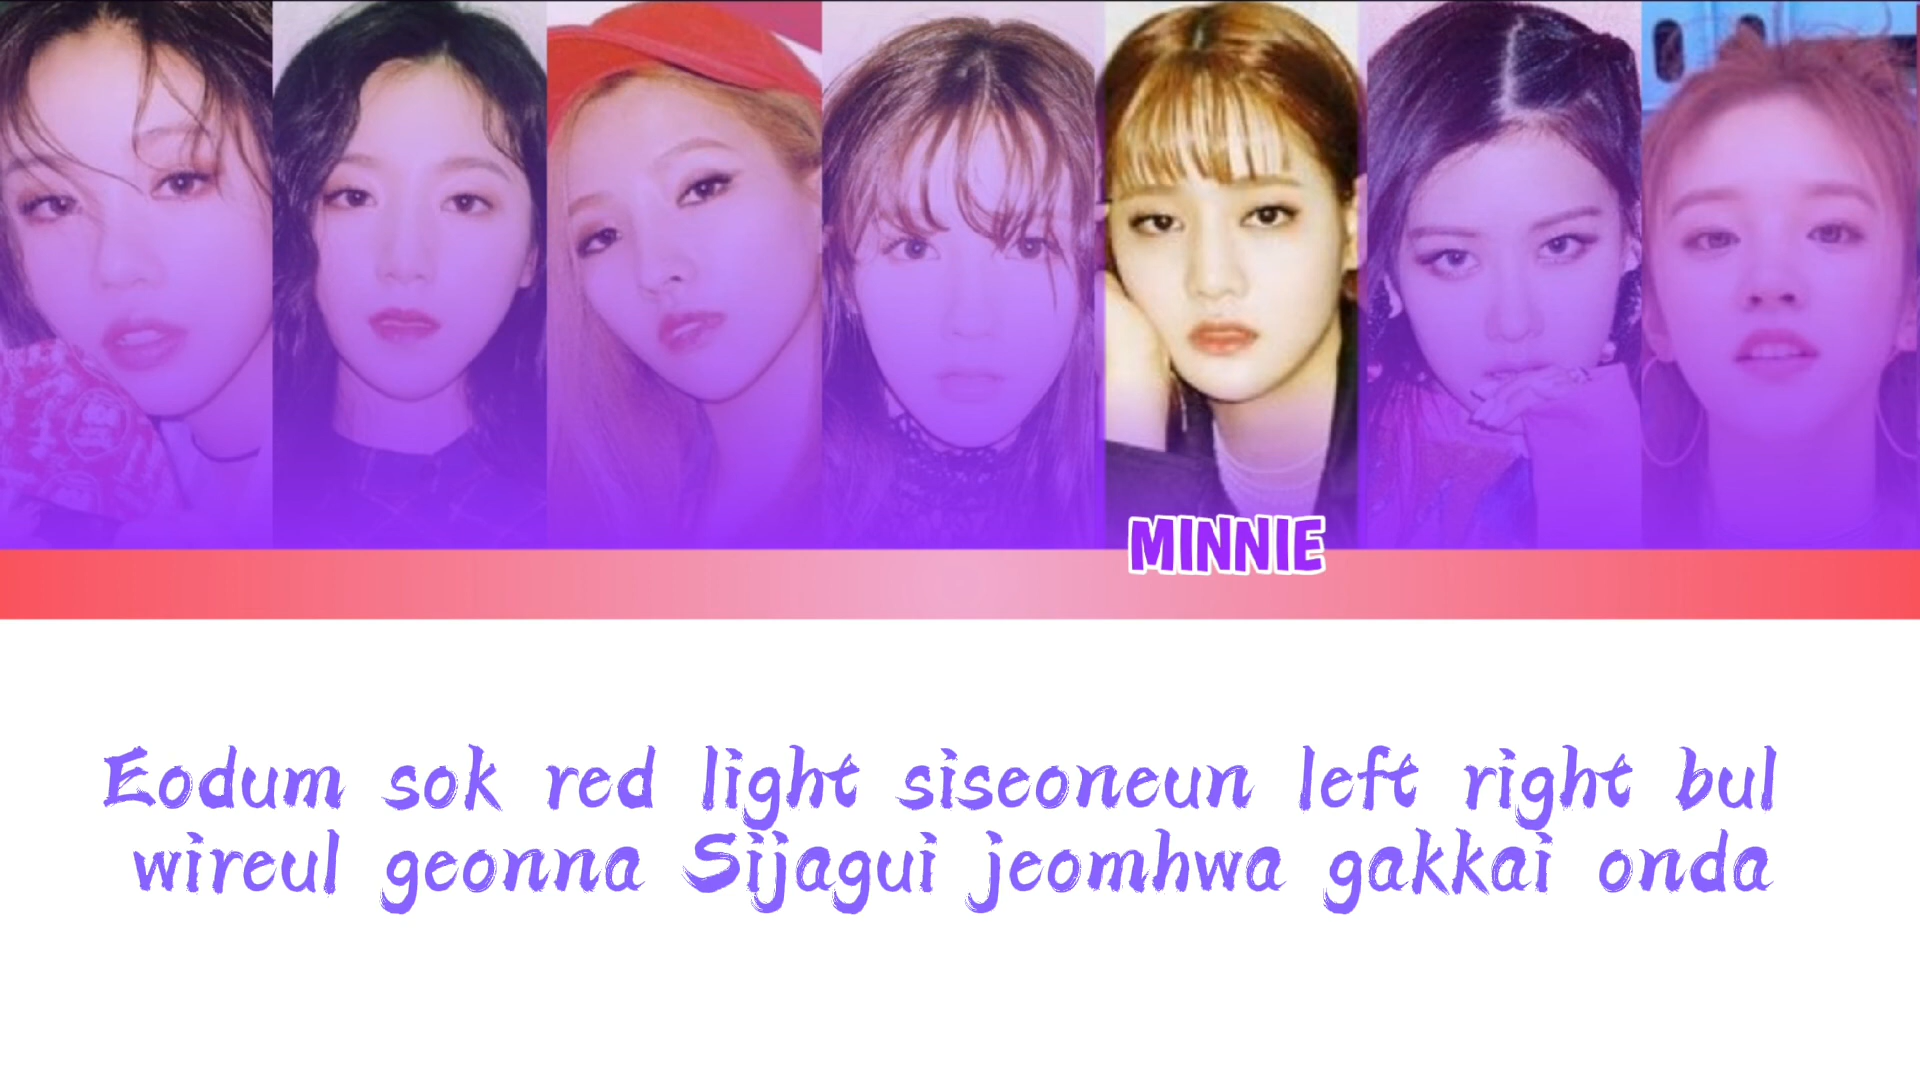 MINNIE
Eodum sok red light siseoneun left right bul
wireul geonna Sijagui jeomhwa gakkai onda